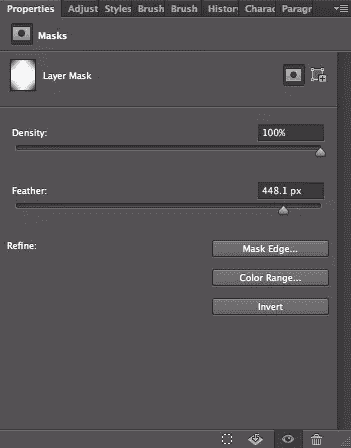 Properties Adjust Styles Brush Brush Histor Charac Paragr
Masks
Layer Mask
Density: 100%
Feather: 448.1 px
Refine: Mask Edge...
Color Range...
Invert